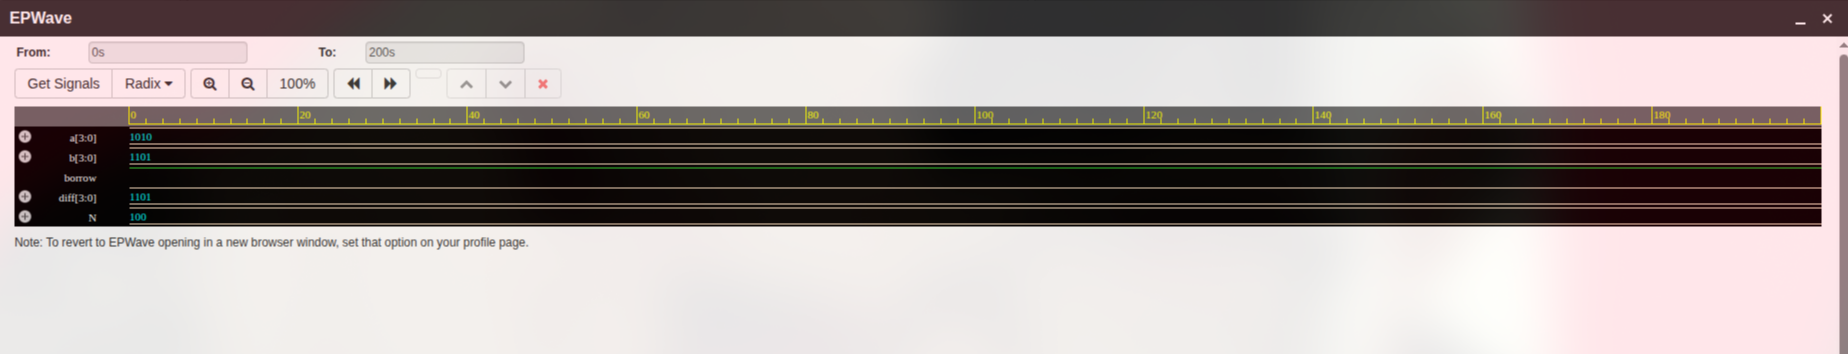 EPWave
From: 0s To: 200s
Get Signals Radix 100%
0 20 40 60 80 100 120 140 160 180
a[3:0] 1010
b[3:0] 1101
borrow
diff[3:0] 1101
N 100
Note: To revert to EPWave opening in a new browser window, set that option on your profile page.